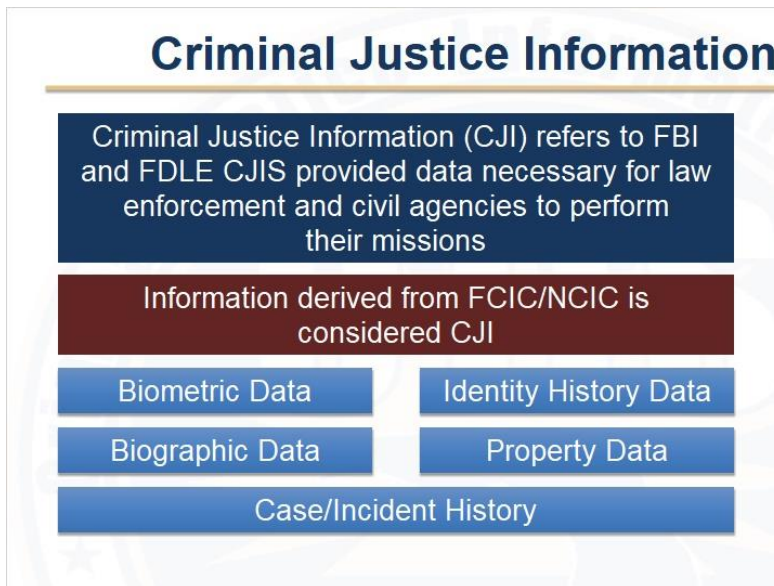 Criminal Justice Information
Criminal Justice Information (CJI) refers to FBI
and FDLE CJIS provided data necessary for law
enforcement and civil agencies to perform
their missions
Information derived from FCIC/NCIC is
considered CJI
Biometric Data
Identity History Data
Biographic Data
Property Data
Case/Incident History